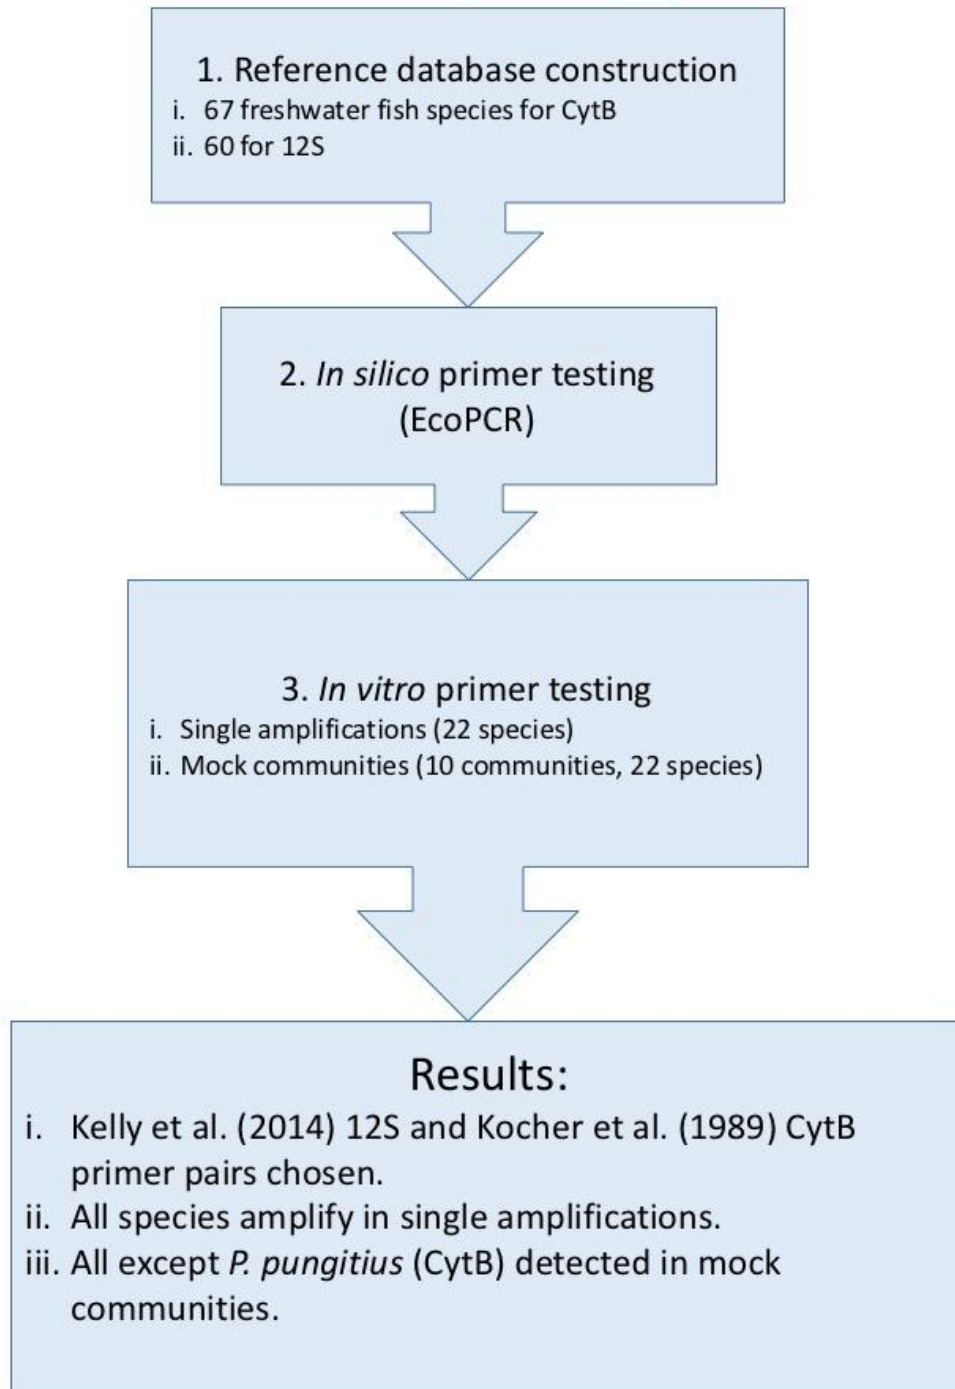 1. Reference database construction
i. 67 freshwater fish species for CytB
ii. 60 for 12S
2. In silico primer testing
(EcoPCR)
3. In vitro primer testing
i. Single amplifications (22 species)
ii. Mock communities (10 communities, 22 species)
Results:
i. Kelly et al. (2014) 12S and Kocher et al. (1989) CytB
primer pairs chosen.
ii. All species amplify in single amplifications.
iii. All except P. pungitius (CytB) detected in mock
communities.